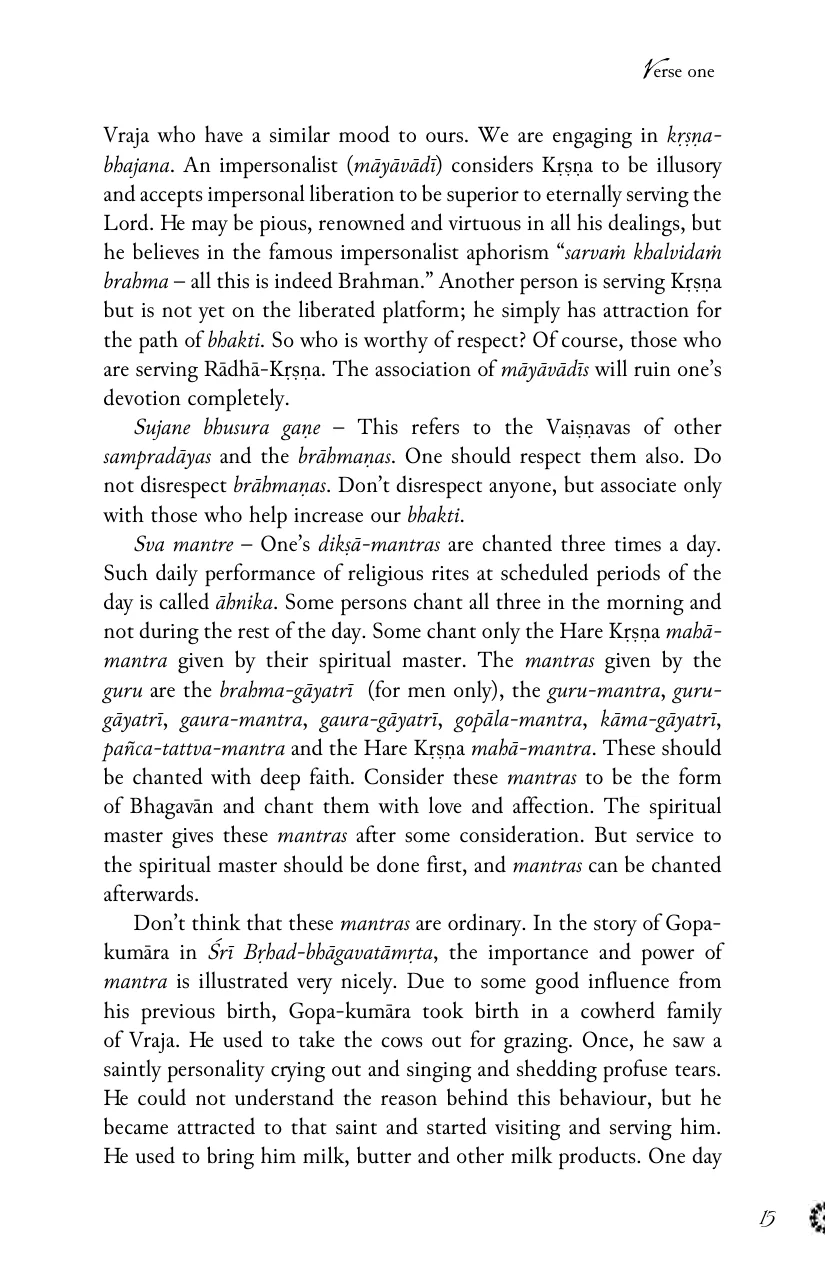 Verse one
Vraja who have a similar mood to ours. We are engaging in kṛṣṇa-
bhajana. An impersonalist (māyāvādī) considers Kṛṣṇa to be illusory
and accepts impersonal liberation to be superior to eternally serving the
Lord. He may be pious, renowned and virtuous in all his dealings, but
he believes in the famous impersonalist aphorism “sarvaṁ khalvidaṁ
brahma – all this is indeed Brahman.” Another person is serving Kṛṣṇa
but is not yet on the liberated platform; he simply has attraction for
the path of bhakti. So who is worthy of respect? Of course, those who
are serving Rādhā-Kṛṣṇa. The association of māyāvādīs will ruin one’s
devotion completely.
Sujane bhusura gaṇe – This refers to the Vaiṣṇavas of other
sampradāyas and the brāhmaṇas. One should respect them also. Do
not disrespect brāhmaṇas. Don’t disrespect anyone, but associate only
with those who help increase our bhakti.
Sva mantre – One’s dikṣā-mantras are chanted three times a day.
Such daily performance of religious rites at scheduled periods of the
day is called āhnika. Some persons chant all three in the morning and
not during the rest of the day. Some chant only the Hare Kṛṣṇa mahā-
mantra given by their spiritual master. The mantras given by the
guru are the brahma-gāyatrī (for men only), the guru-mantra, guru-
gāyatrī, gaura-mantra, gaura-gāyatrī, gopāla-mantra, kāma-gāyatrī,
pañca-tattva-mantra and the Hare Kṛṣṇa mahā-mantra. These should
be chanted with deep faith. Consider these mantras to be the form
of Bhagavān and chant them with love and affection. The spiritual
master gives these mantras after some consideration. But service to
the spiritual master should be done first, and mantras can be chanted
afterwards.
Don’t think that these mantras are ordinary. In the story of Gopa-
kumāra in Śrī Bṛhad-bhāgavatāmṛta, the importance and power of
mantra is illustrated very nicely. Due to some good influence from
his previous birth, Gopa-kumāra took birth in a cowherd family
of Vraja. He used to take the cows out for grazing. Once, he saw a
saintly personality crying out and singing and shedding profuse tears.
He could not understand the reason behind this behaviour, but he
became attracted to that saint and started visiting and serving him.
He used to bring him milk, butter and other milk products. One day
15